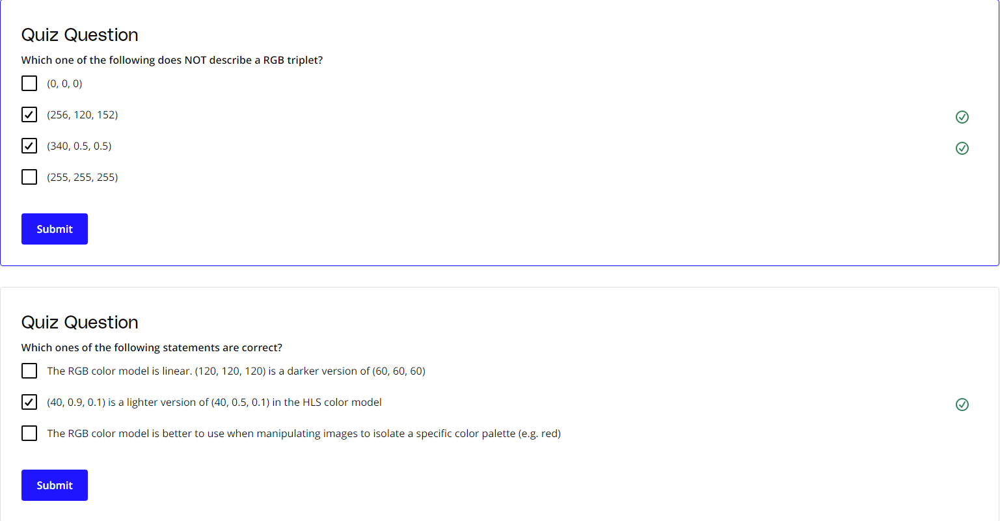 Quiz Question
Which one of the following does NOT describe a RGB triplet?
(0, 0, 0)
(256, 120, 152)
(340, 0.5, 0.5)
(255, 255, 255)
Submit
Quiz Question
Which ones of the following statements are correct?
The RGB color model is linear. (120, 120, 120) is a darker version of (60, 60, 60)
(40, 0.9, 0.1) is a lighter version of (40, 0.5, 0.1) in the HLS color model
The RGB color model is better to use when manipulating images to isolate a specific color palette (e.g. red)
Submit